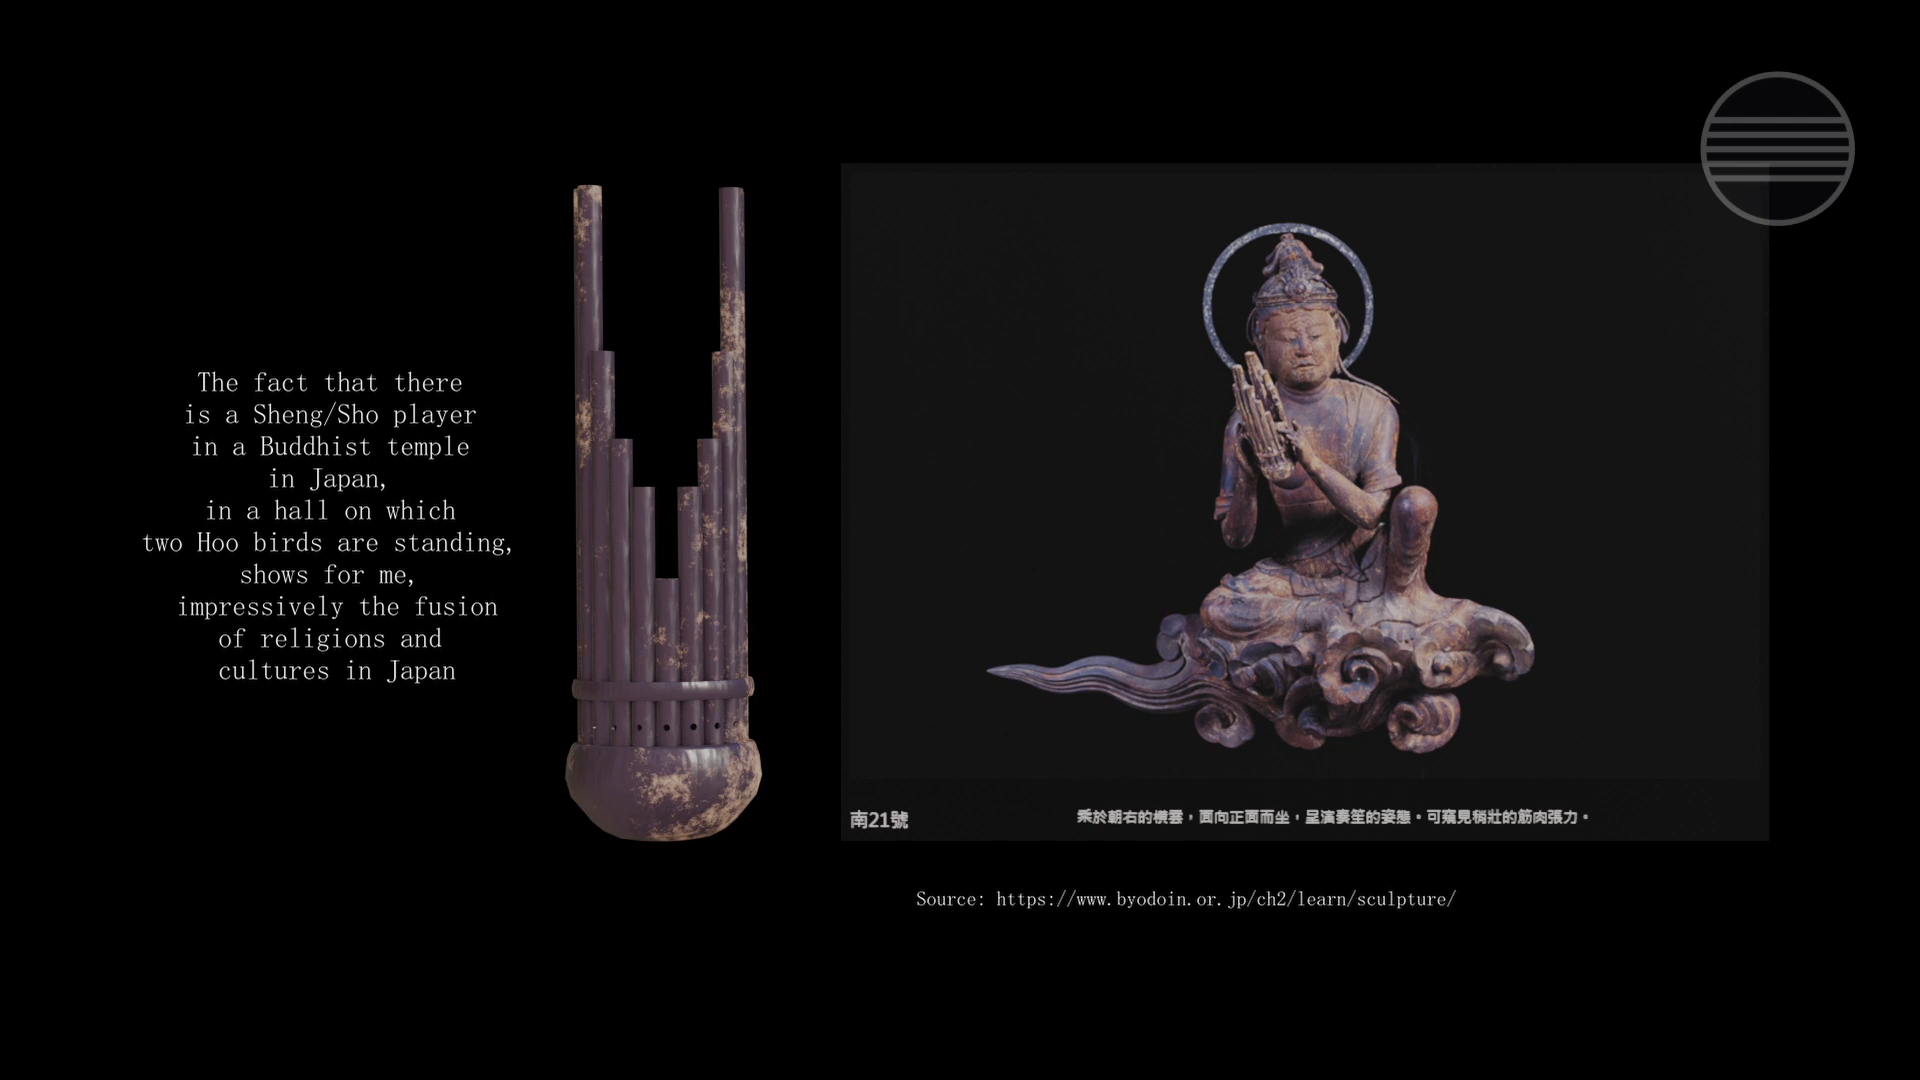 The fact that there
is a Sheng/Sho player
in a Buddhist temple
in Japan,
in a hall on which
two Hoo birds are standing,
shows for me,
impressively the fusion
of religions and
cultures in Japan
南21號
乘於朝右的橫雲，面向正面而坐，呈演奏笙的姿態。可窺見稍壯的筋肉張力。
Source: https://www.byodoin.or.jp/ch2/learn/sculpture/